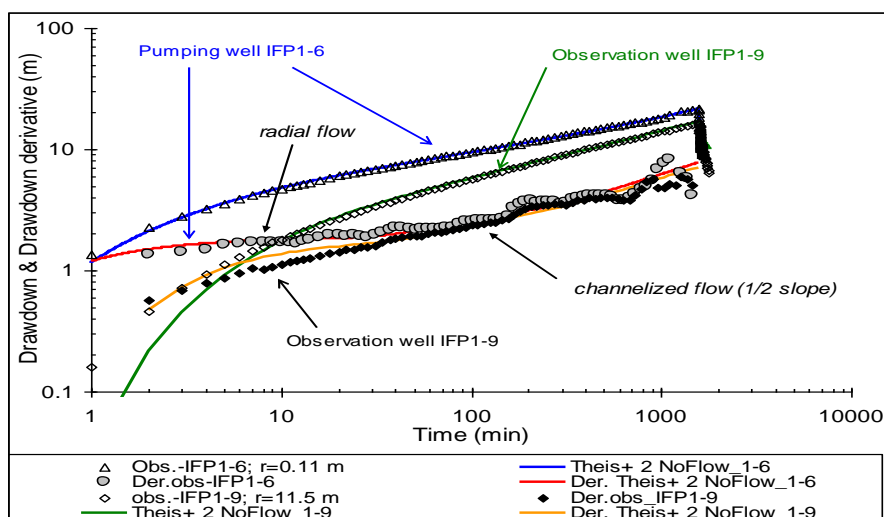 100
Pumping well IFP1-6
Observation well IFP1-9
radial flow
10
1
channelized flow (1/2 slope)
Observation well IFP1-9
0.1
Drawdown & Drawdown derivative (m)
1 10 100 1000 10000
Time (min)
Obs.-IFP1-6; r=0.11 m
Theis+ 2 NoFlow_1-6
Der.obs-IFP1-6
Der. Theis+ 2 NoFlow_1-6
obs.-IFP1-9; r=11.5 m
Der.obs_IFP1-9
Theis+ 2 NoFlow_1-9
Der. Theis+ 2 NoFlow_1-9